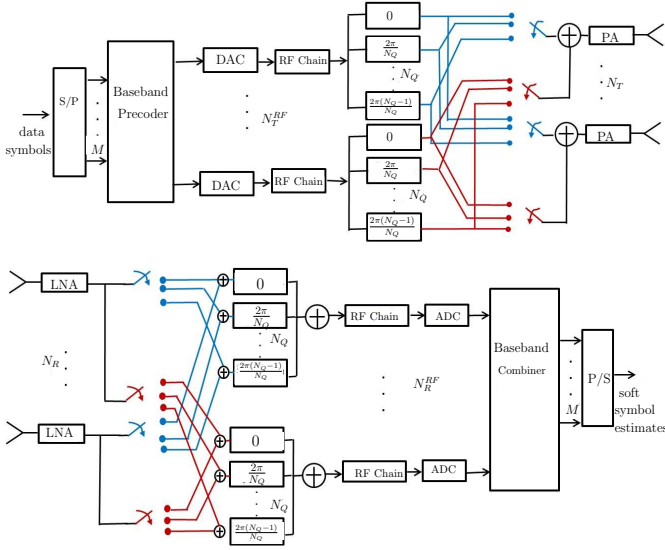 S/P
data
symbols
M
Baseband
Precoder
DAC
RF Chain
N_T^{RF}
DAC
RF Chain
0
2π/N_Q
N_Q
2π(N_Q−1)/N_Q
0
2π/N_Q
N_Q
2π(N_Q−1)/N_Q
PA
N_T
PA
LNA
N_R
LNA
0
2π/N_Q
N_Q
2π(N_Q−1)/N_Q
0
2π/N_Q
N_Q
2π(N_Q−1)/N_Q
RF Chain
ADC
N_R^{RF}
RF Chain
ADC
Baseband
Combiner
M
P/S
soft
symbol
estimates